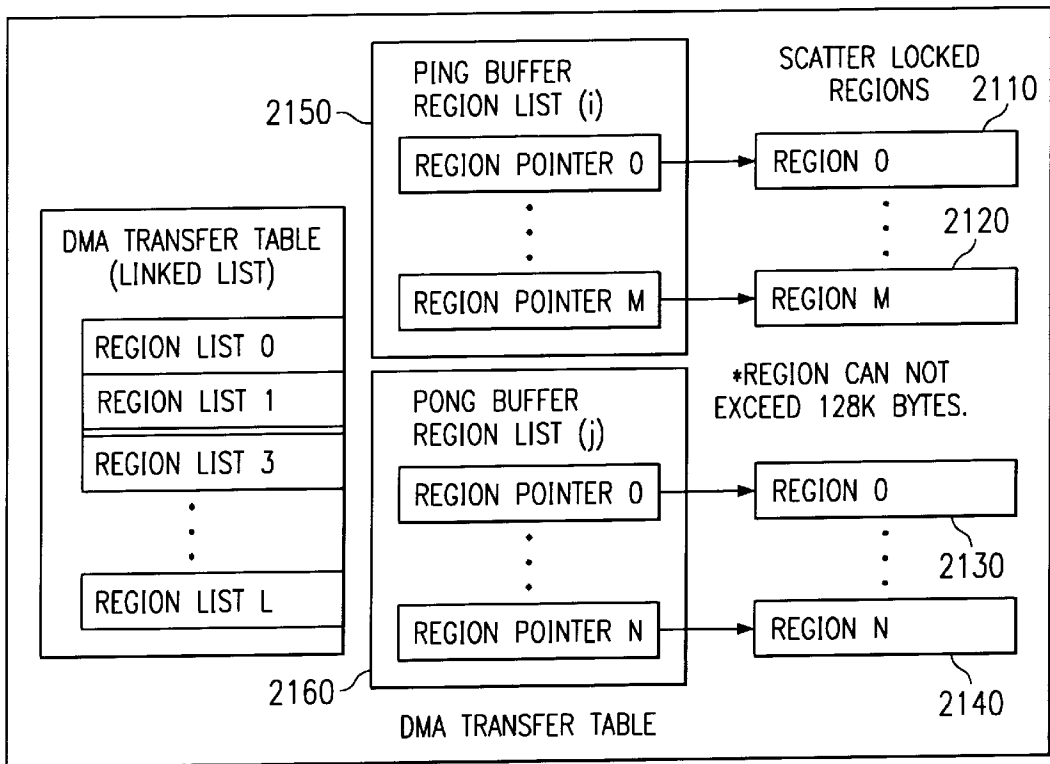 DMA TRANSFER TABLE
(LINKED LIST)
REGION LIST 0
REGION LIST 1
REGION LIST 3
REGION LIST L
2150
PING BUFFER
REGION LIST (i)
REGION POINTER 0
REGION POINTER M
SCATTER LOCKED
REGIONS
2110
REGION 0
2120
REGION M
*REGION CAN NOT
EXCEED 128K BYTES.
PONG BUFFER
REGION LIST (j)
REGION POINTER 0
REGION POINTER N
2160
REGION 0
2130
REGION N
2140
DMA TRANSFER TABLE